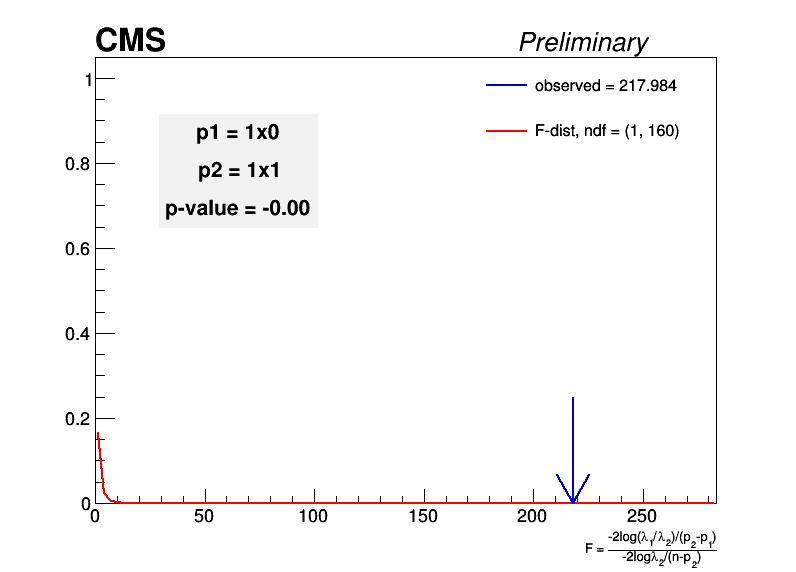 CMS
Preliminary
observed = 217.984
F-dist, ndf = (1, 160)
p1 = 1x0
p2 = 1x1
p-value = -0.00
1
0.8
0.6
0.4
0.2
0
0 50 100 150 200 250
F = -2log(λ1/λ2)/(p2-p1)
-2logλ2/(n-p2)